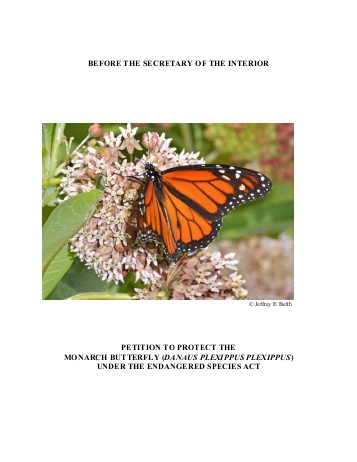 BEFORE THE SECRETARY OF THE INTERIOR
© Jeffrey E. Belth
PETITION TO PROTECT THE
MONARCH BUTTERFLY (DANAUS PLEXIPPUS PLEXIPPUS)
UNDER THE ENDANGERED SPECIES ACT